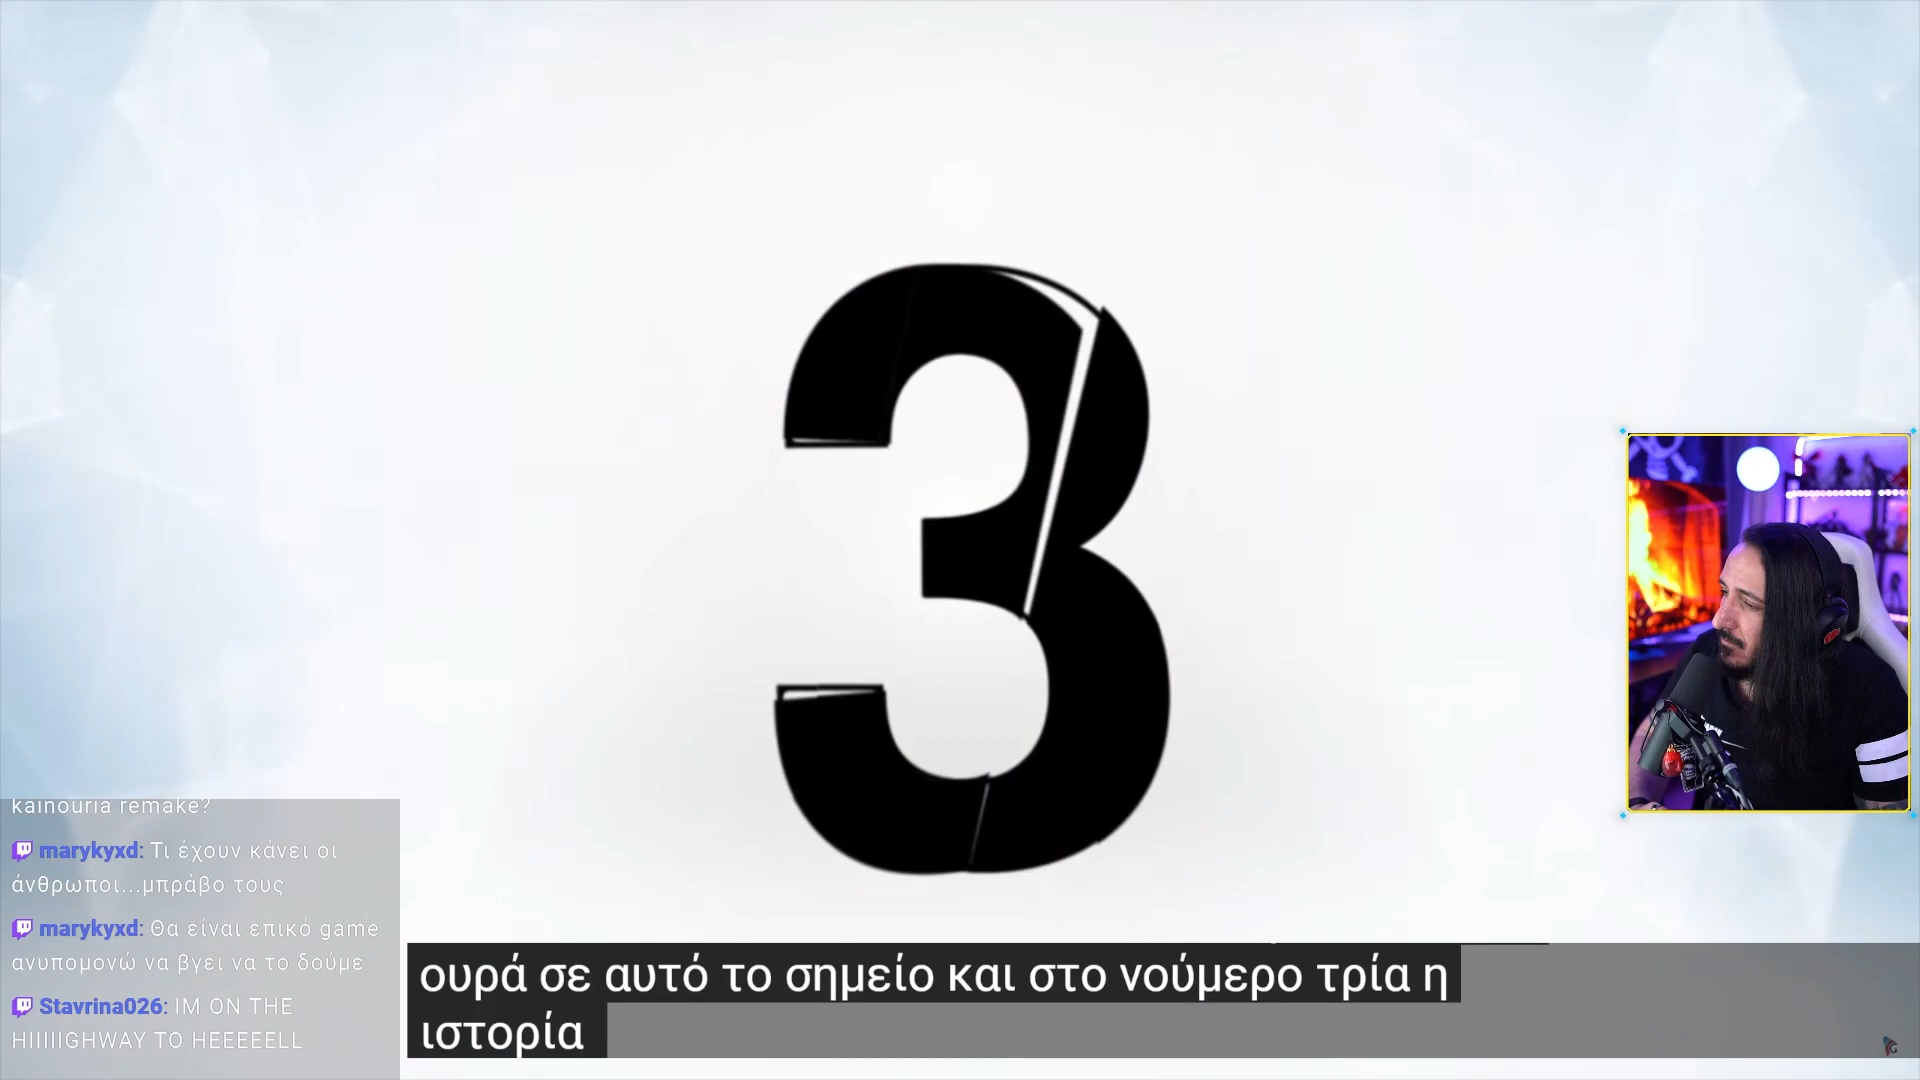 3
kainouria remake?
marykyxd: Τι έχουν κάνει οι
άνθρωποι...μπράβο τους
marykyxd: Θα είναι επικό game
ανυπομονώ να βγει να το δούμε
Stavrina026: IM ON THE
HIIIIIGHWAY TO HEEEEELL
ουρά σε αυτό το σημείο και στο νούμερο τρία η
ιστορία